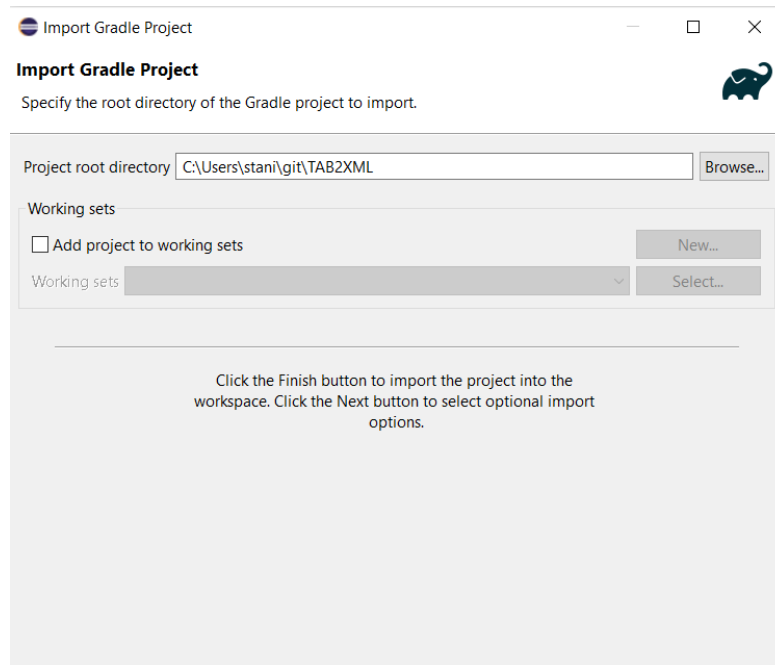 Import Gradle Project
Import Gradle Project
Specify the root directory of the Gradle project to import.
Project root directory C:\Users\stani\git\TAB2XML Browse...
Working sets
Add project to working sets New...
Working sets Select...
Click the Finish button to import the project into the
workspace. Click the Next button to select optional import
options.